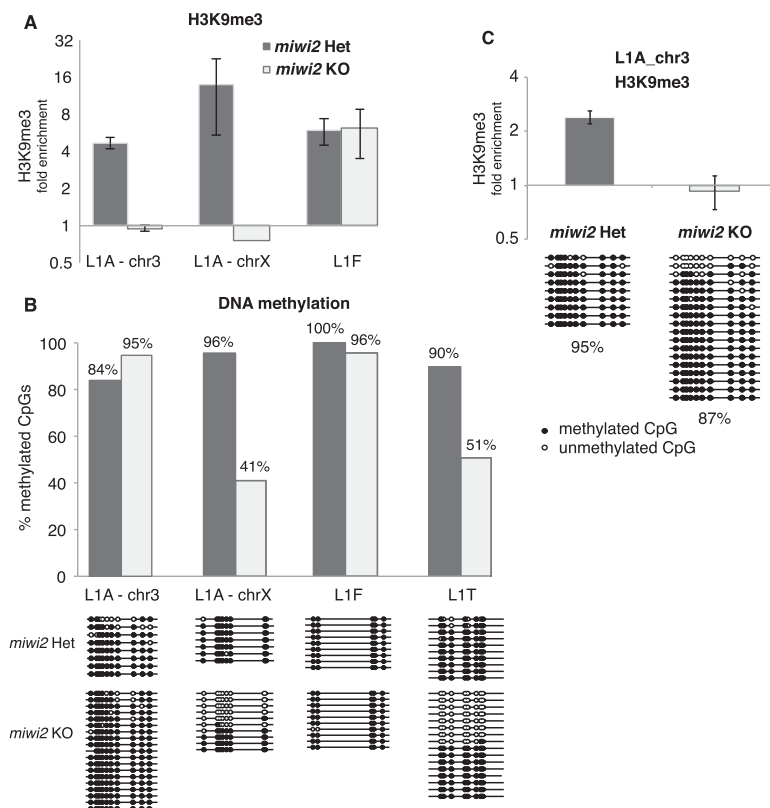 A
H3K9me3
miwi2 Het
miwi2 KO
H3K9me3
fold enrichment
32
16
8
4
2
1
0.5
L1A - chr3
L1A - chrX
L1F
C
L1A_chr3
H3K9me3
H3K9me3
fold enrichment
4
2
1
0.5
miwi2 Het
miwi2 KO
95%
87%
methylated CpG
unmethylated CpG
B
DNA methylation
% methylated CpGs
100
80
60
40
20
0
84%
95%
96%
41%
100%
96%
90%
51%
L1A - chr3
L1A - chrX
L1F
L1T
miwi2 Het
miwi2 KO